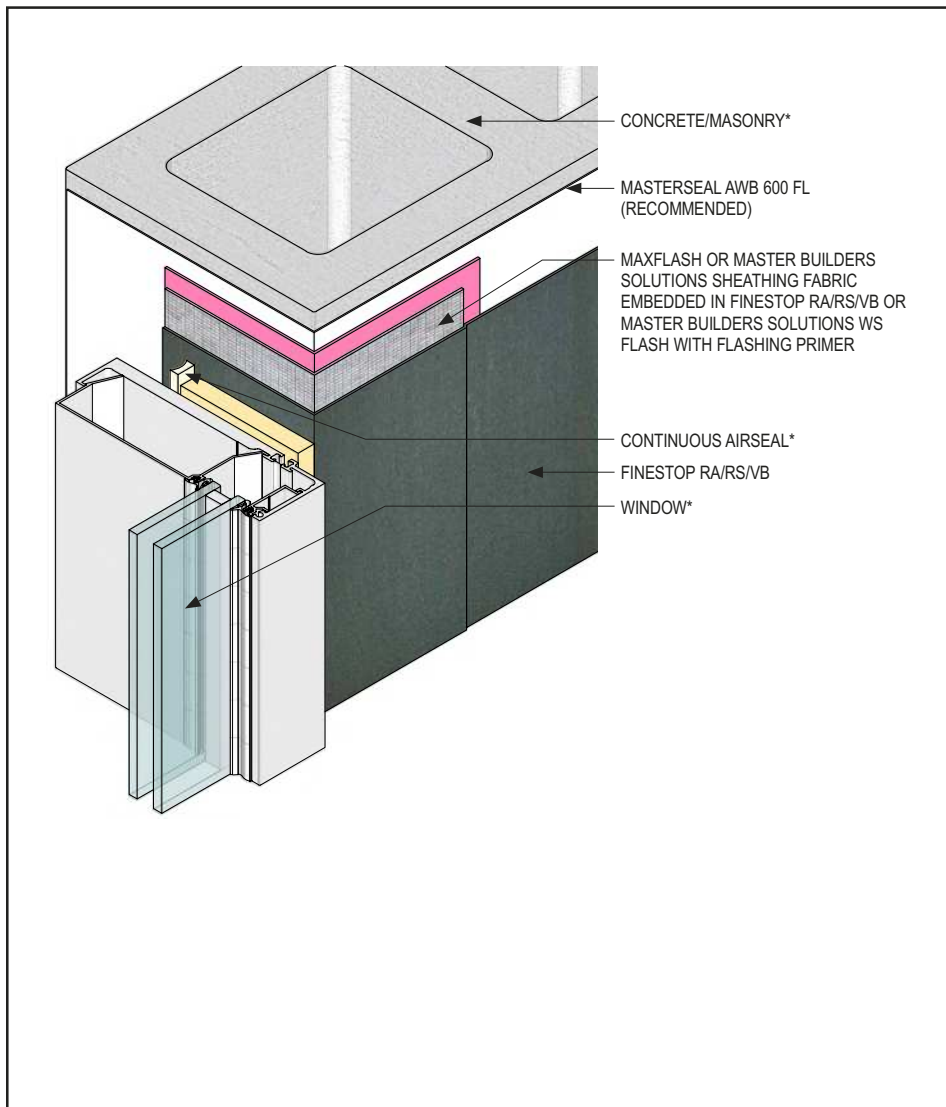 CONCRETE/MASONRY*
MASTERSEAL AWB 600 FL
(RECOMMENDED)
MAXFLASH OR MASTER BUILDERS
SOLUTIONS SHEATHING FABRIC
EMBEDDED IN FINESTOP RA/RS/VB OR
MASTER BUILDERS SOLUTIONS WS
FLASH WITH FLASHING PRIMER
CONTINUOUS AIRSEAL*
FINESTOP RA/RS/VB
WINDOW*